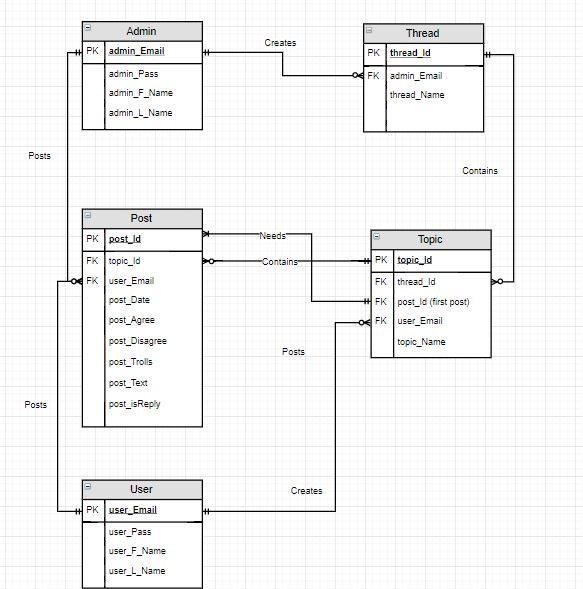 Admin
PK admin_Email
admin_Pass
admin_F_Name
admin_L_Name
Creates
Thread
PK thread_Id
FK admin_Email
thread_Name
Posts
Contains
Post
PK post_Id
FK topic_Id
FK user_Email
post_Date
post_Agree
post_Disagree
post_Trolls
post_Text
post_isReply
Needs
Contains
Topic
PK topic_Id
FK thread_Id
FK post_Id (first post)
FK user_Email
topic_Name
Posts
Posts
Creates
User
PK user_Email
user_Pass
user_F_Name
user_L_Name